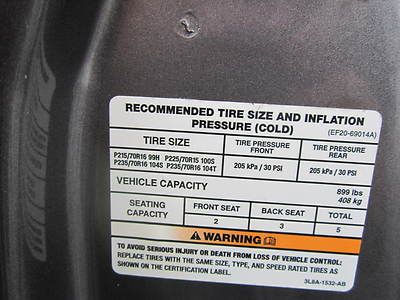 RECOMMENDED TIRE SIZE AND INFLATION
PRESSURE (COLD) (EF20-69014A)
TIRE SIZE TIRE PRESSURE FRONT TIRE PRESSURE REAR
P215/70R16 99H P225/70R15 100S
P235/70R16 104S P235/70R16 104T
205 kPa / 30 PSI 205 kPa / 30 PSI
VEHICLE CAPACITY 899 lbs
408 kg
SEATING CAPACITY FRONT SEAT BACK SEAT TOTAL
2 3 5
WARNING
TO AVOID SERIOUS INJURY OR DEATH FROM LOSS OF VEHICLE CONTROL:
REPLACE TIRES WITH THE SAME SIZE, TYPE, AND SPEED RATED TIRES AS
SHOWN ON THE CERTIFICATION LABEL.
3L8A-1532-AB